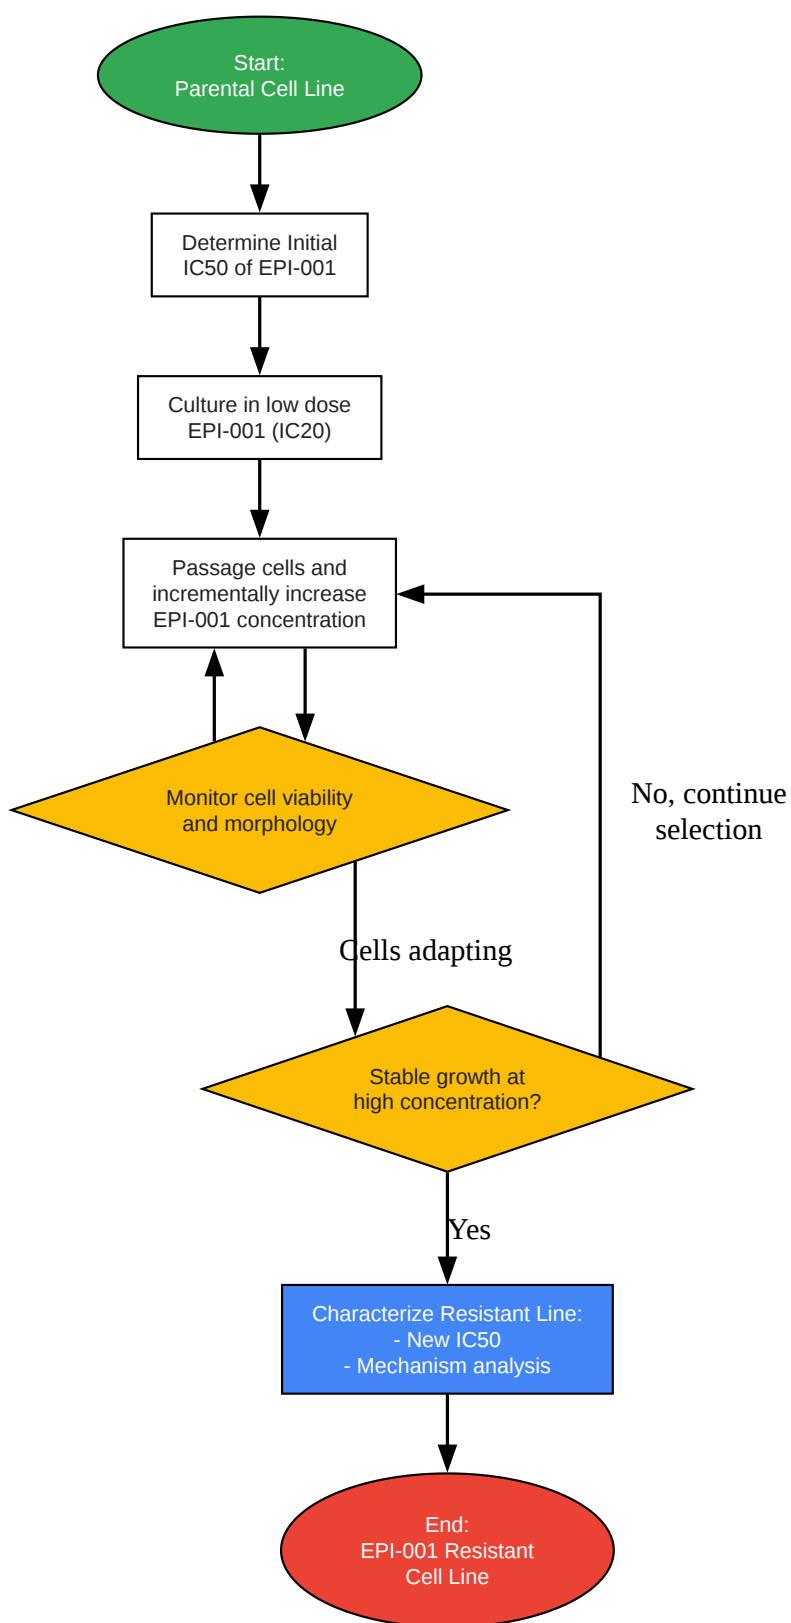 Start:
Parental Cell Line
Determine Initial
IC50 of EPI-001
Culture in low dose
EPI-001 (IC20)
Passage cells and
incrementally increase
EPI-001 concentration
Monitor cell viability
and morphology
No, continue
selection
Cells adapting
Stable growth at
high concentration?
Yes
Characterize Resistant Line:
- New IC50
- Mechanism analysis
End:
EPI-001 Resistant
Cell Line